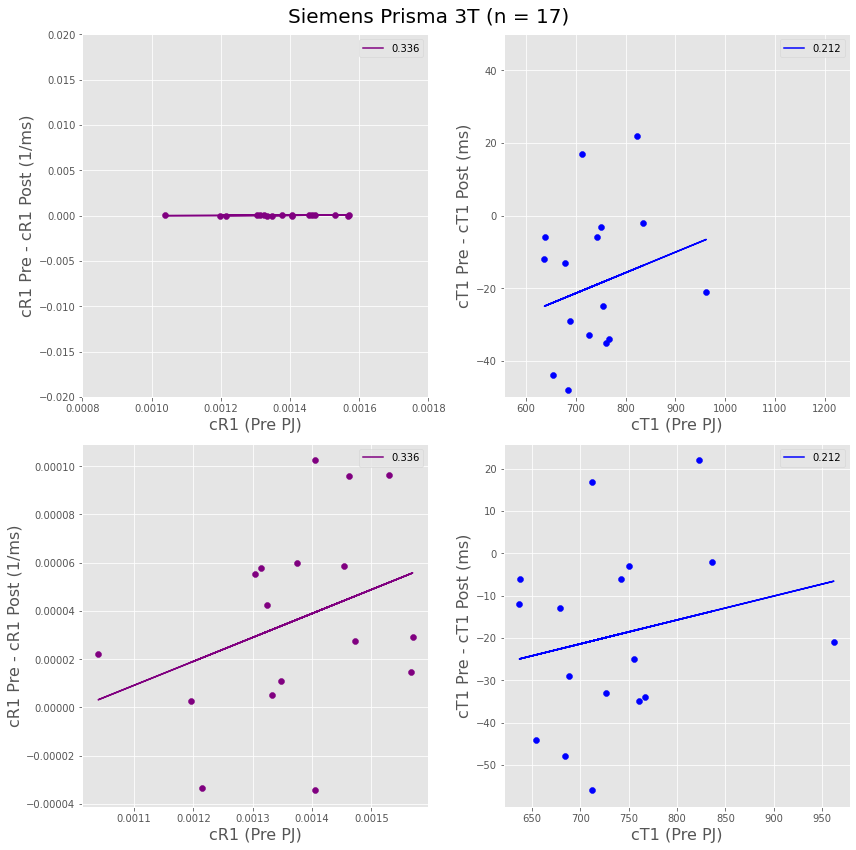 Siemens Prisma 3T (n = 17)
0.336
cR1 Pre - cR1 Post (1/ms)
0.020
0.015
0.010
0.005
0.000
−0.005
−0.010
−0.015
−0.020
0.0008 0.0010 0.0012 0.0014 0.0016 0.0018
cR1 (Pre PJ)
0.212
cT1 Pre - cT1 Post (ms)
40
20
0
−20
−40
600 700 800 900 1000 1100 1200
cT1 (Pre PJ)
0.336
cR1 Pre - cR1 Post (1/ms)
0.00010
0.00008
0.00006
0.00004
0.00002
0.00000
−0.00002
−0.00004
0.0011 0.0012 0.0013 0.0014 0.0015
cR1 (Pre PJ)
0.212
cT1 Pre - cT1 Post (ms)
20
10
0
−10
−20
−30
−40
−50
650 700 750 800 850 900 950
cT1 (Pre PJ)